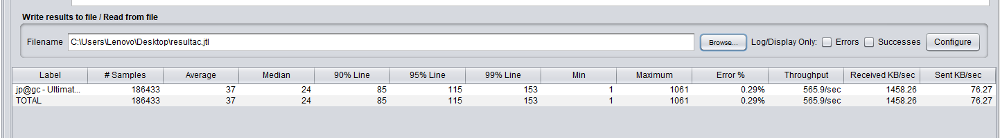 Write results to file / Read from file
Filename C:\Users\Lenovo\Desktop\resultac.jtl Browse... Log/Display Only: Errors Successes Configure
Label # Samples Average Median 90% Line 95% Line 99% Line Min Maximum Error % Throughput Received KB/sec Sent KB/sec
jp@gc - Ultimat... 186433 37 24 85 115 153 1 1061 0.29% 565.9/sec 1458.26 76.27
TOTAL 186433 37 24 85 115 153 1 1061 0.29% 565.9/sec 1458.26 76.27